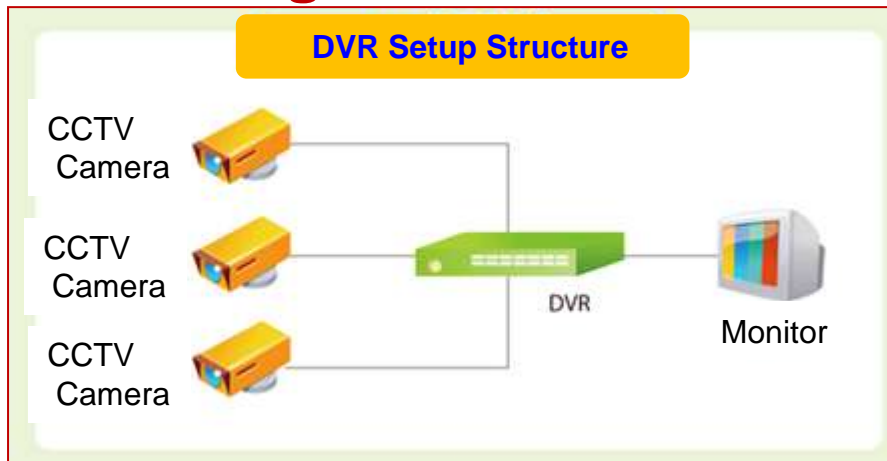 DVR Setup Structure
CCTV
Camera
CCTV
Camera
CCTV
Camera
DVR
Monitor